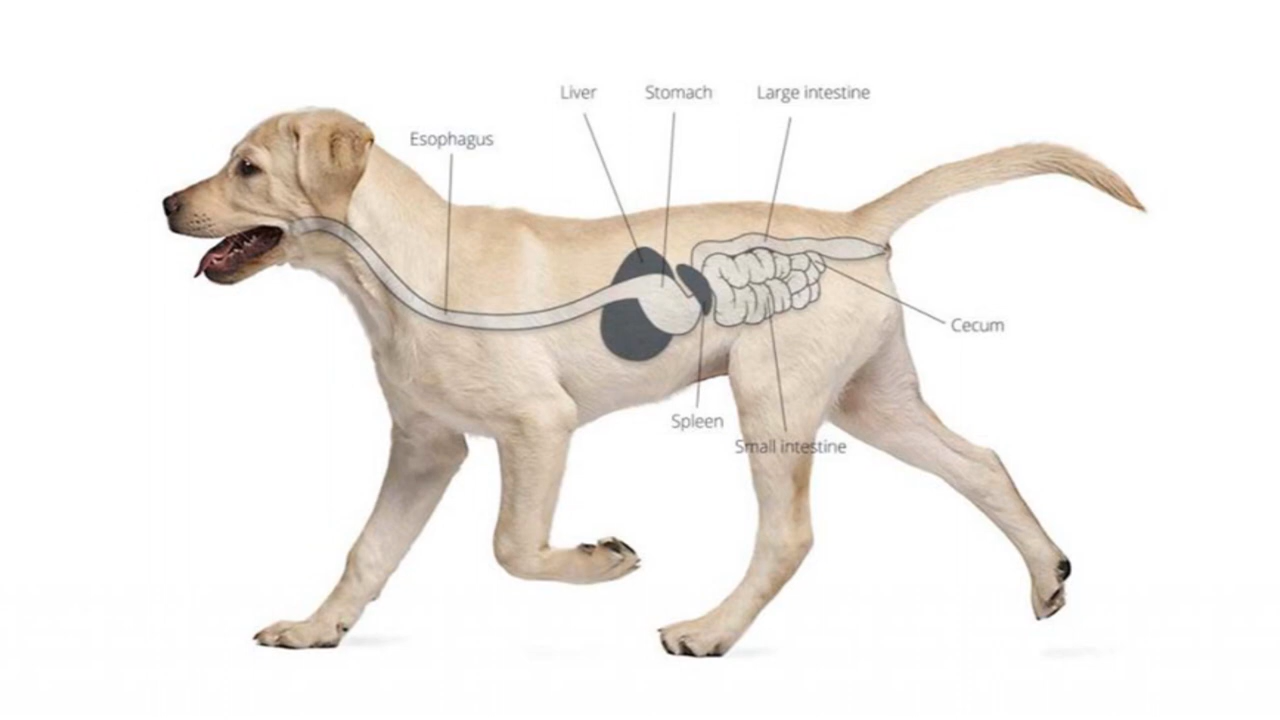 Liver
Stomach
Large intestine
Esophagus
Cecum
Spleen
Small intestine